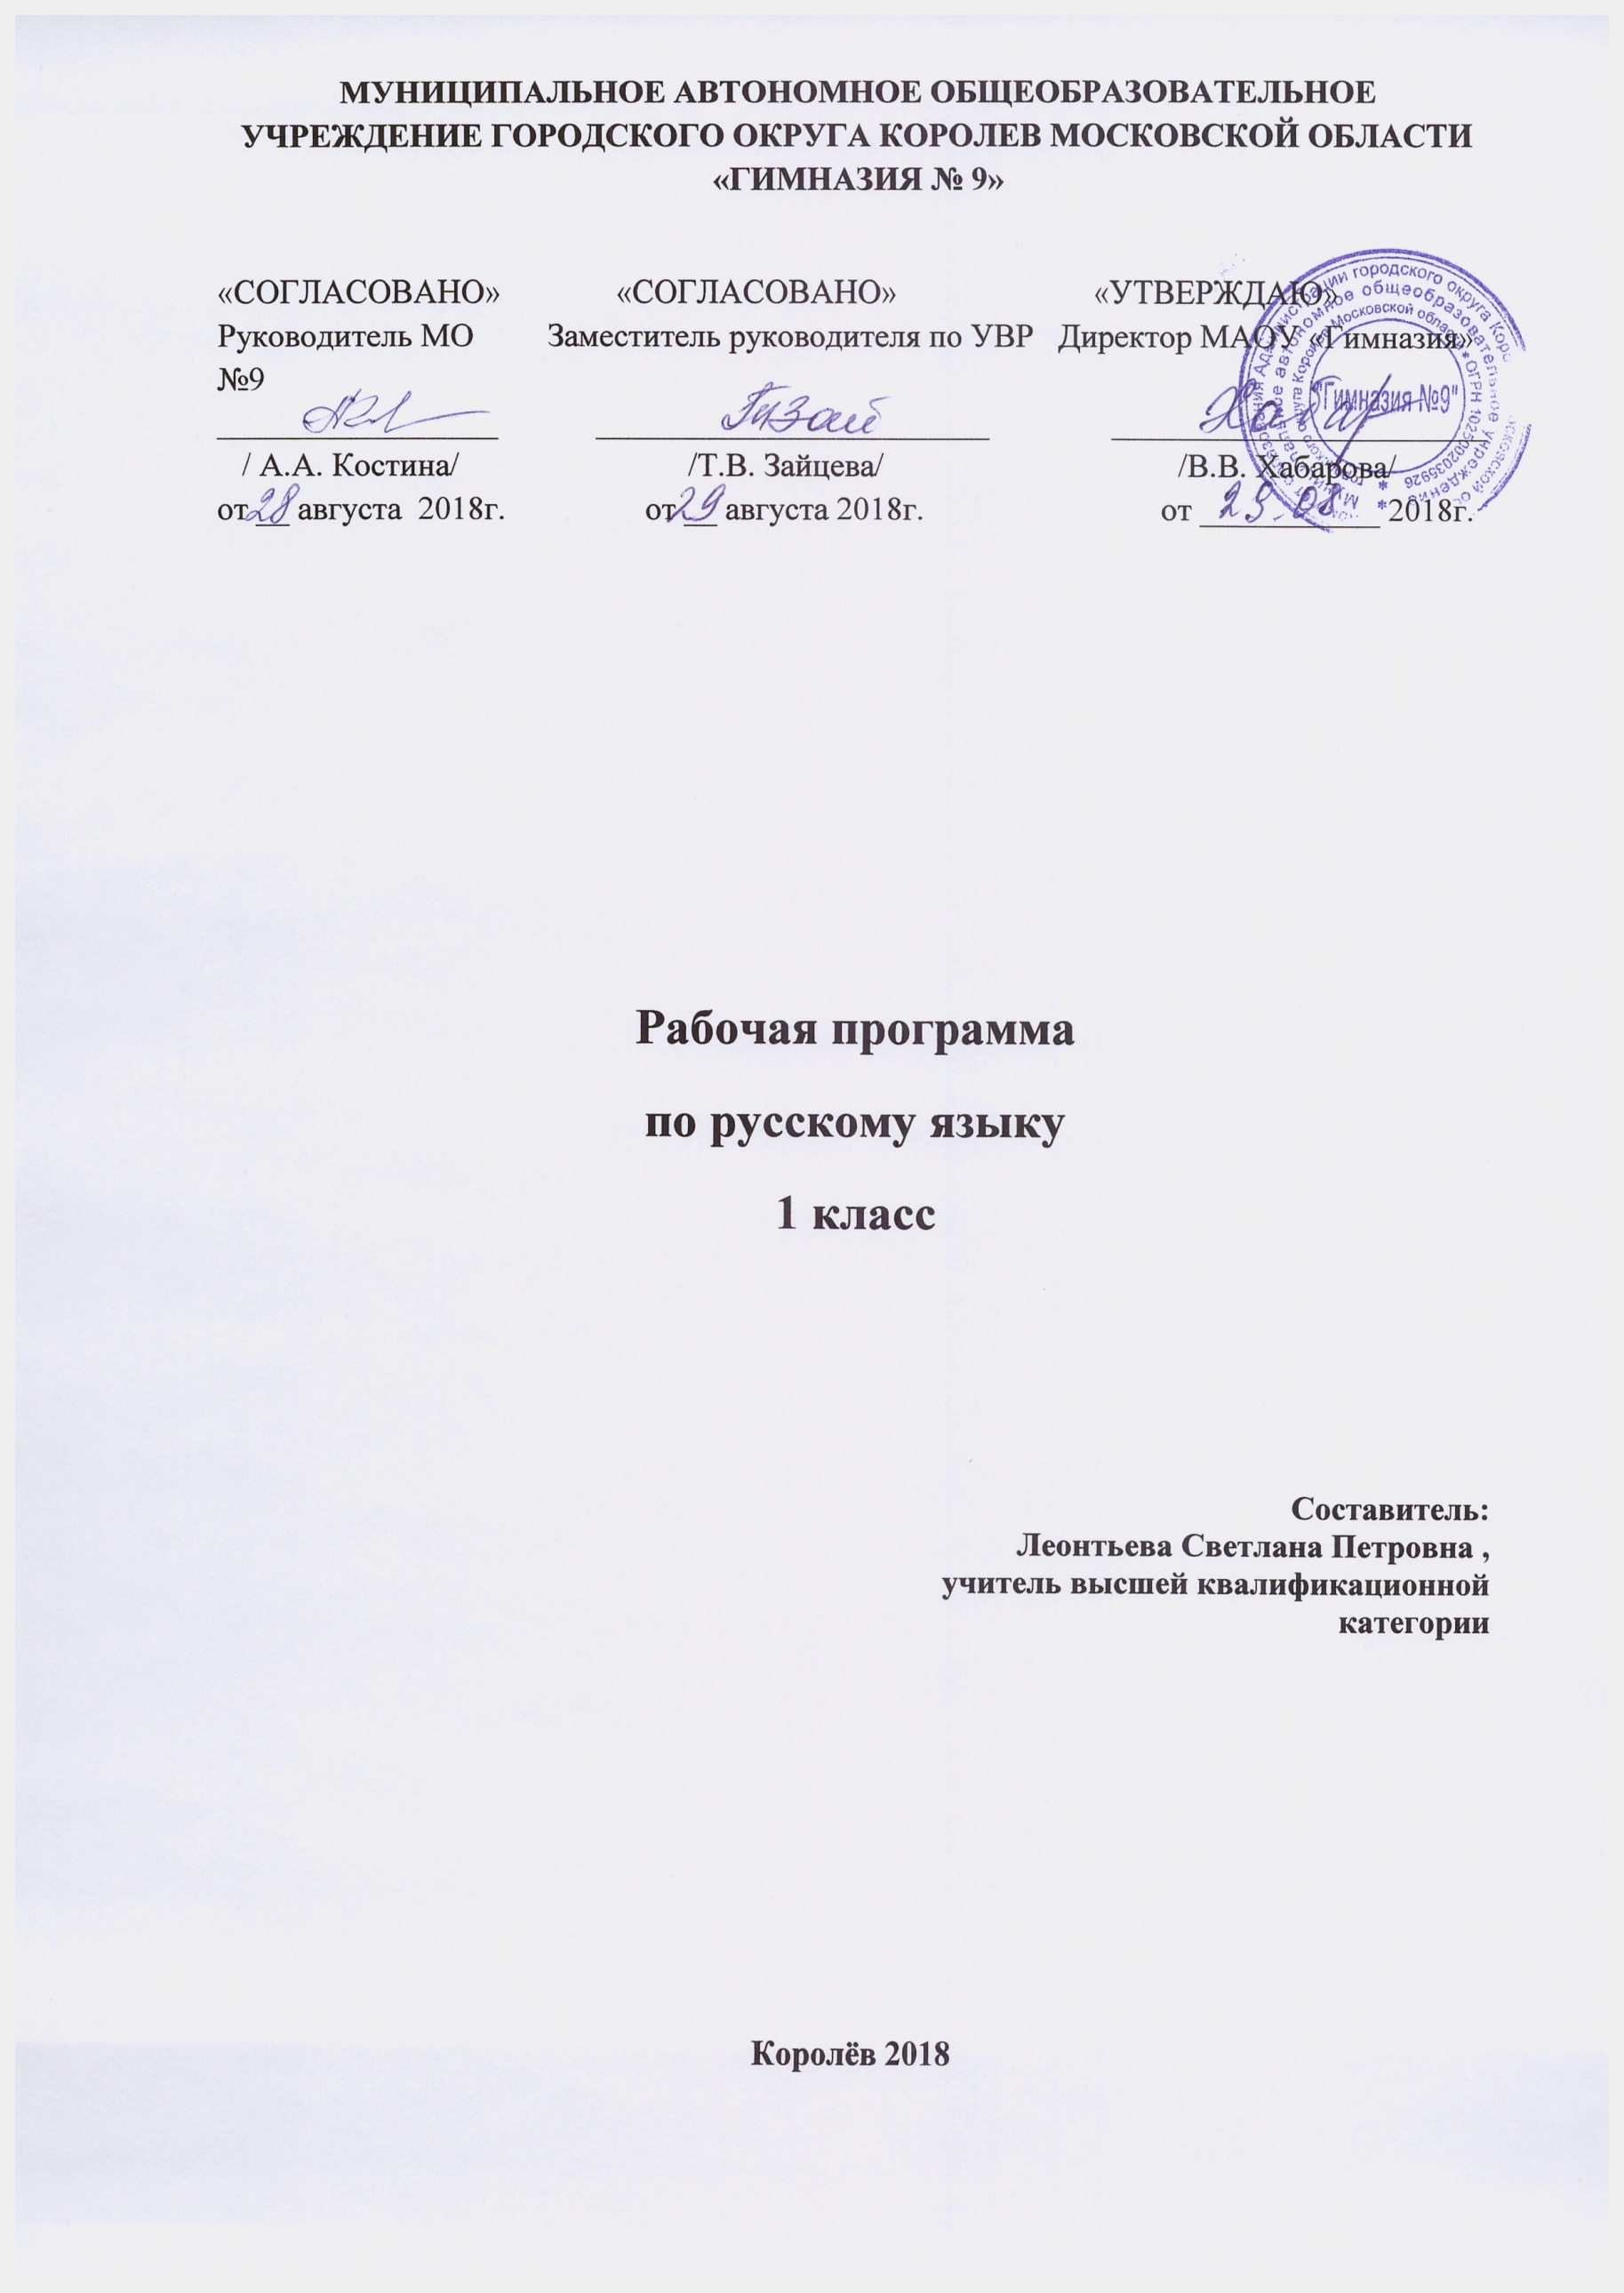 МУНИЦИПАЛЬНОЕ АВТОНОМНОЕ ОБЩЕОБРАЗОВАТЕЛЬНОЕ
УЧРЕЖДЕНИЕ ГОРОДСКОГО ОКРУГА КОРОЛЕВ МОСКОВСКОЙ ОБЛАСТИ
«ГИМНАЗИЯ № 9»
«СОГЛАСОВАНО» «СОГЛАСОВАНО» «УТВЕРЖДАЮ»
Руководитель МО Заместитель руководителя по УВР Директор МАОУ «Гимназия»
№9
"Гимназия №9"
/ А.А. Костина/ /Т.В. Зайцева/ /В.В. Хабарова/
от 28 августа 2018г. от 29 августа 2018г. от 29.08 2018г.
ОГРН 1025002035926
Рабочая программа
по русскому языку
1 класс
Составитель:
Леонтьева Светлана Петровна ,
учитель высшей квалификационной
категории
Королёв 2018